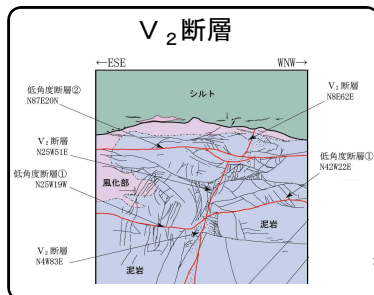 V₂断層
←ESE WNW→
低角度断層②
N87E20N
シルト
V₂断層
N8E62E
V₂断層
N25W51E
低角度断層①
N42W22E
低角度断層①
N25W19W
風化部
泥岩
V₂断層
N4W83E
泥岩
泥岩